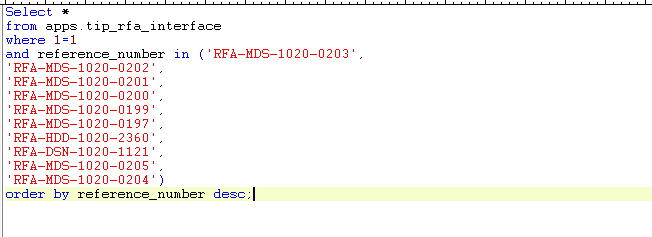 Select *
from apps.tip_rfa_interface
where 1=1
and reference_number in ('RFA-MDS-1020-0203',
'RFA-MDS-1020-0202',
'RFA-MDS-1020-0201',
'RFA-MDS-1020-0200',
'RFA-MDS-1020-0199',
'RFA-MDS-1020-0197',
'RFA-HDD-1020-2360',
'RFA-DSN-1020-1121',
'RFA-MDS-1020-0205',
'RFA-MDS-1020-0204')
order by reference_number desc;